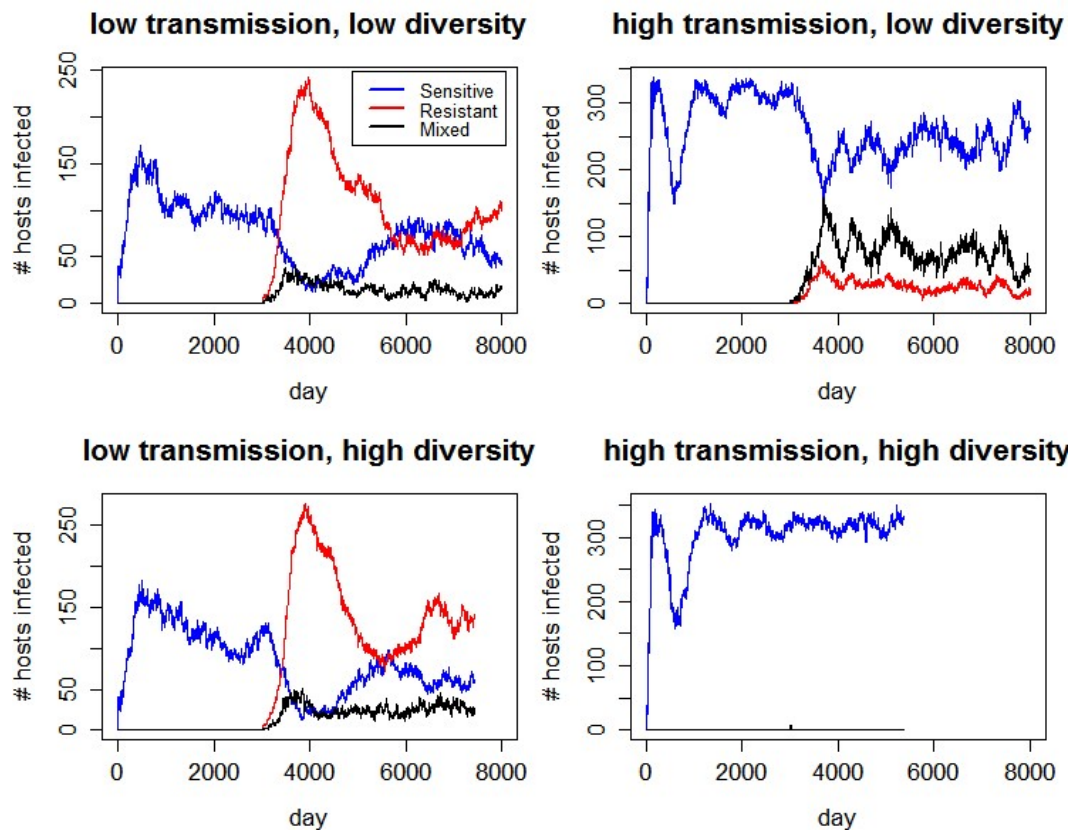 low transmission, low diversity
# hosts infected
250
150
50
0
Sensitive
Resistant
Mixed
0 2000 4000 6000 8000
day
high transmission, low diversity
# hosts infected
300
200
100
0
0 2000 4000 6000 8000
day
low transmission, high diversity
# hosts infected
250
150
50
0
0 2000 4000 6000 8000
day
high transmission, high diversity
# hosts infected
300
200
100
0
0 2000 4000 6000 8000
day